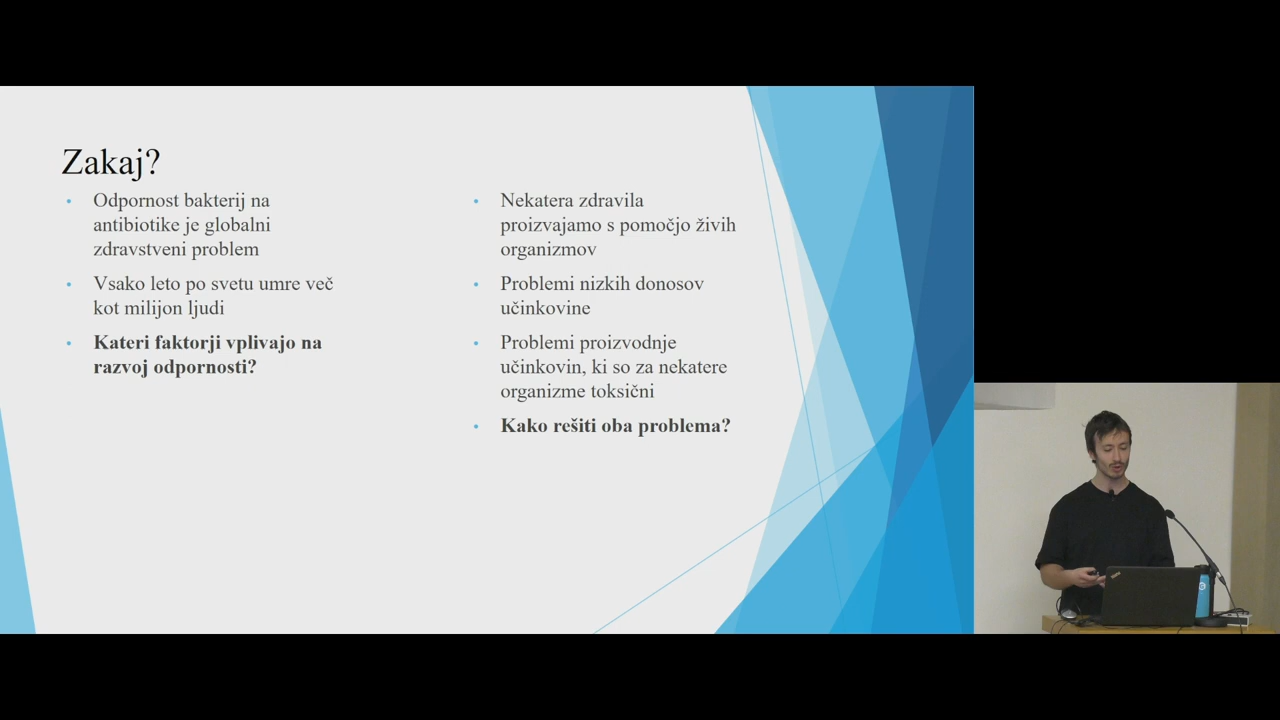 Zakaj?
Odpornost bakterij na
antibiotike je globalni
zdravstveni problem
Vsako leto po svetu umre več
kot milijon ljudi
Kateri faktorji vplivajo na
razvoj odpornosti?
Nekatera zdravila
proizvajamo s pomočjo živih
organizmov
Problemi nizkih donosov
učinkovine
Problemi proizvodnje
učinkovin, ki so za nekatere
organizme toksični
Kako rešiti oba problema?